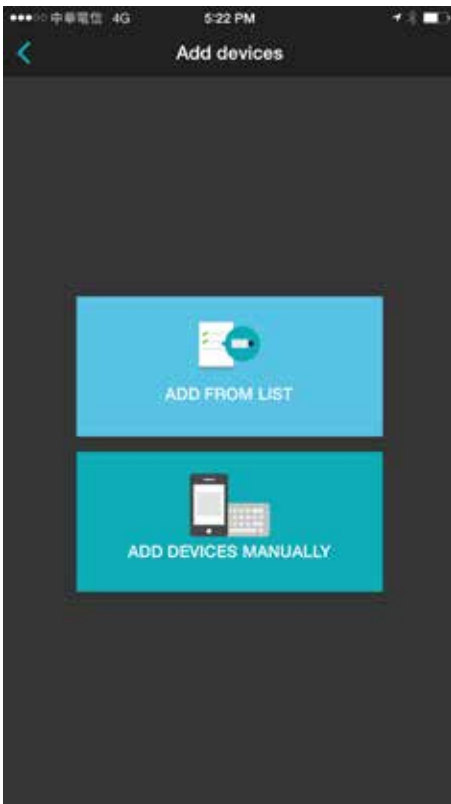 中華電信 4G 5:22 PM
Add devices
ADD FROM LIST
ADD DEVICES MANUALLY